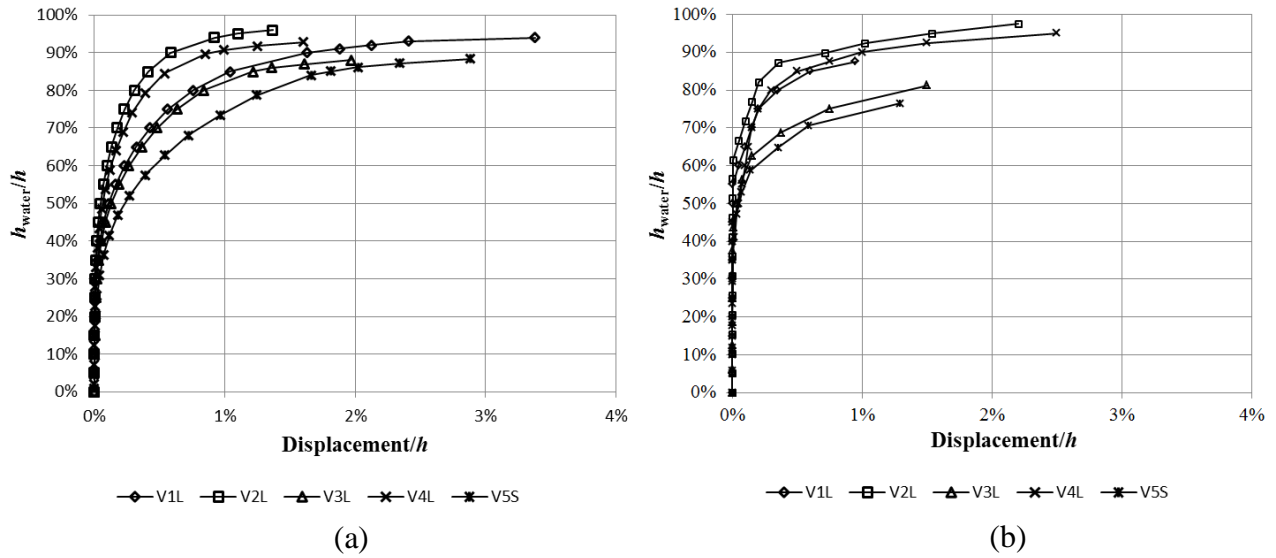 100%
90%
80%
70%
60%
50%
40%
30%
20%
10%
0%
0% 1% 2% 3% 4%
h_water/h
Displacement/h
V1L V2L V3L V4L V5S
(a)
100%
90%
80%
70%
60%
50%
40%
30%
20%
10%
0%
0% 1% 2% 3% 4%
h_water/h
Displacement/h
V1L V2L V3L V4L V5S
(b)